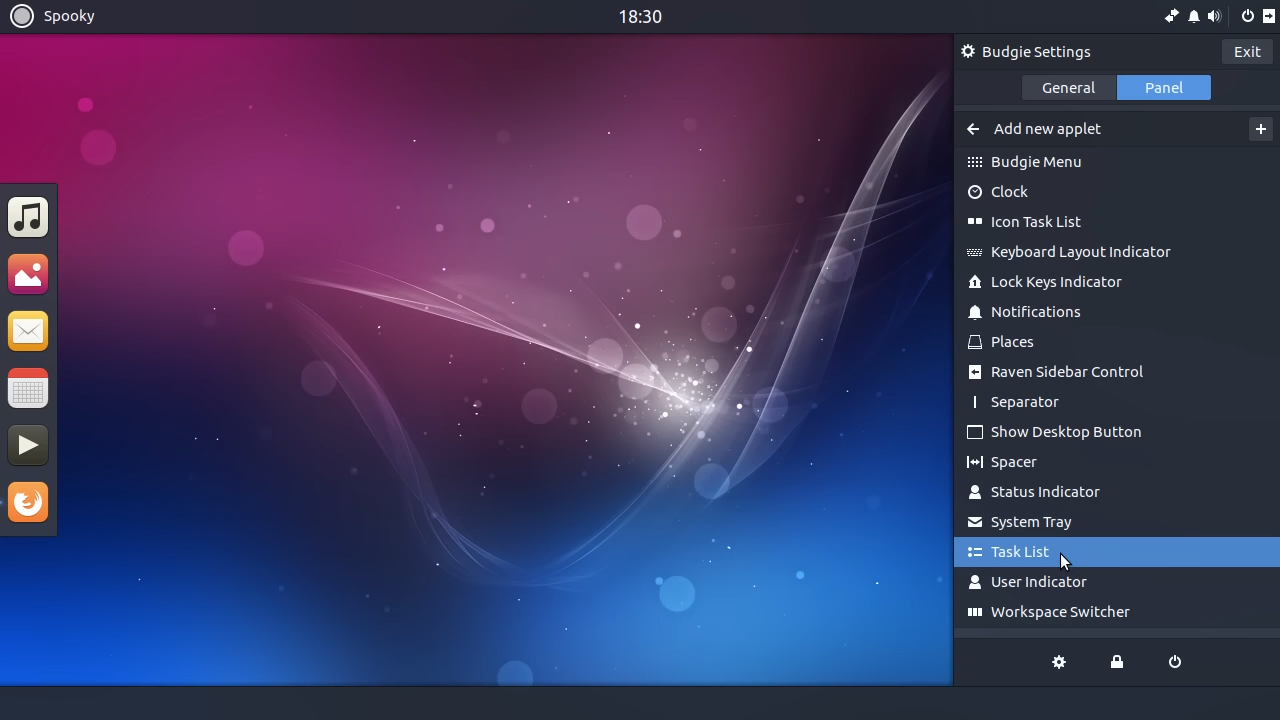 Spooky
18:30
Budgie Settings
Exit
General
Panel
Add new applet
Budgie Menu
Clock
Icon Task List
Keyboard Layout Indicator
Lock Keys Indicator
Notifications
Places
Raven Sidebar Control
Separator
Show Desktop Button
Spacer
Status Indicator
System Tray
Task List
User Indicator
Workspace Switcher